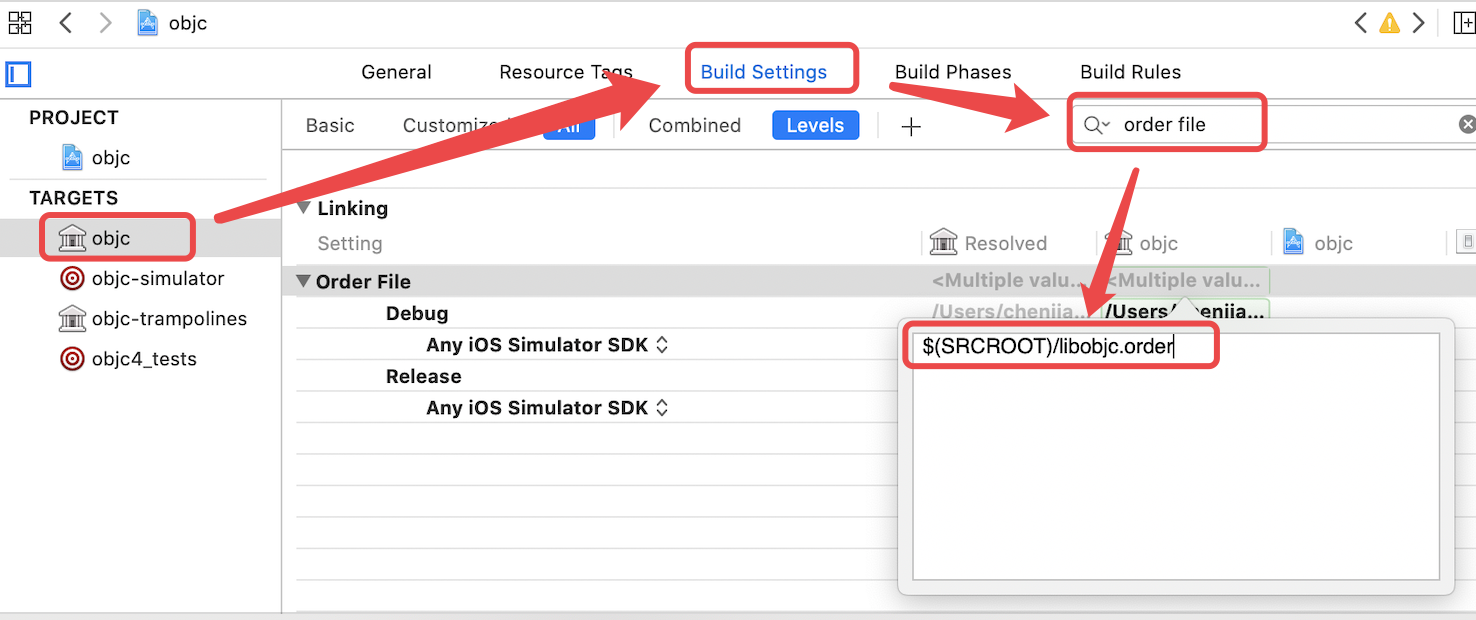 objc
General Resource Tags Build Settings Build Phases Build Rules
PROJECT
objc
TARGETS
objc
objc-simulator
objc-trampolines
objc4_tests
Basic Customized All Combined Levels + order file
Linking
Setting Resolved objc objc
Order File <Multiple valu... <Multiple valu...
Debug /Users/chenjia... /Users/chenjia...
Any iOS Simulator SDK
Release
Any iOS Simulator SDK
$(SRCROOT)/libobjc.order